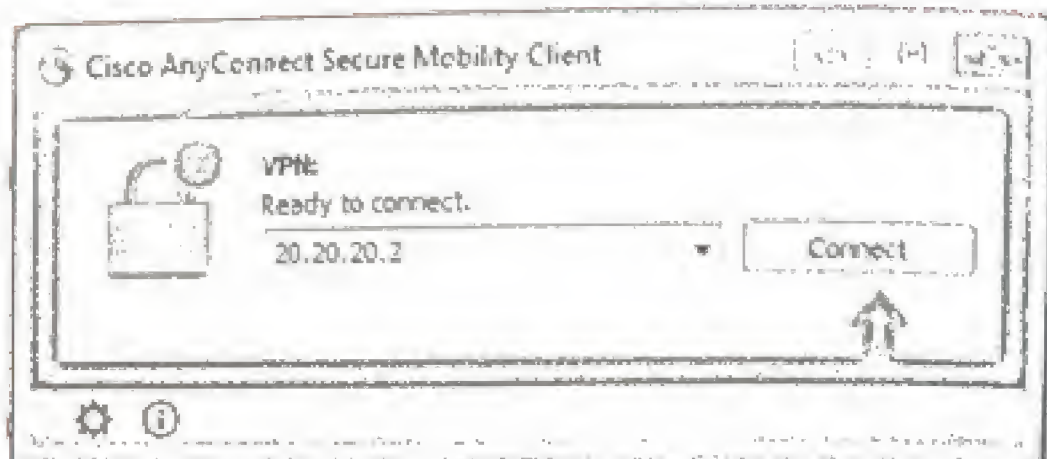 Cisco AnyConnect Secure Mobility Client
VPN:
Ready to connect.
20.20.20.2
Connect